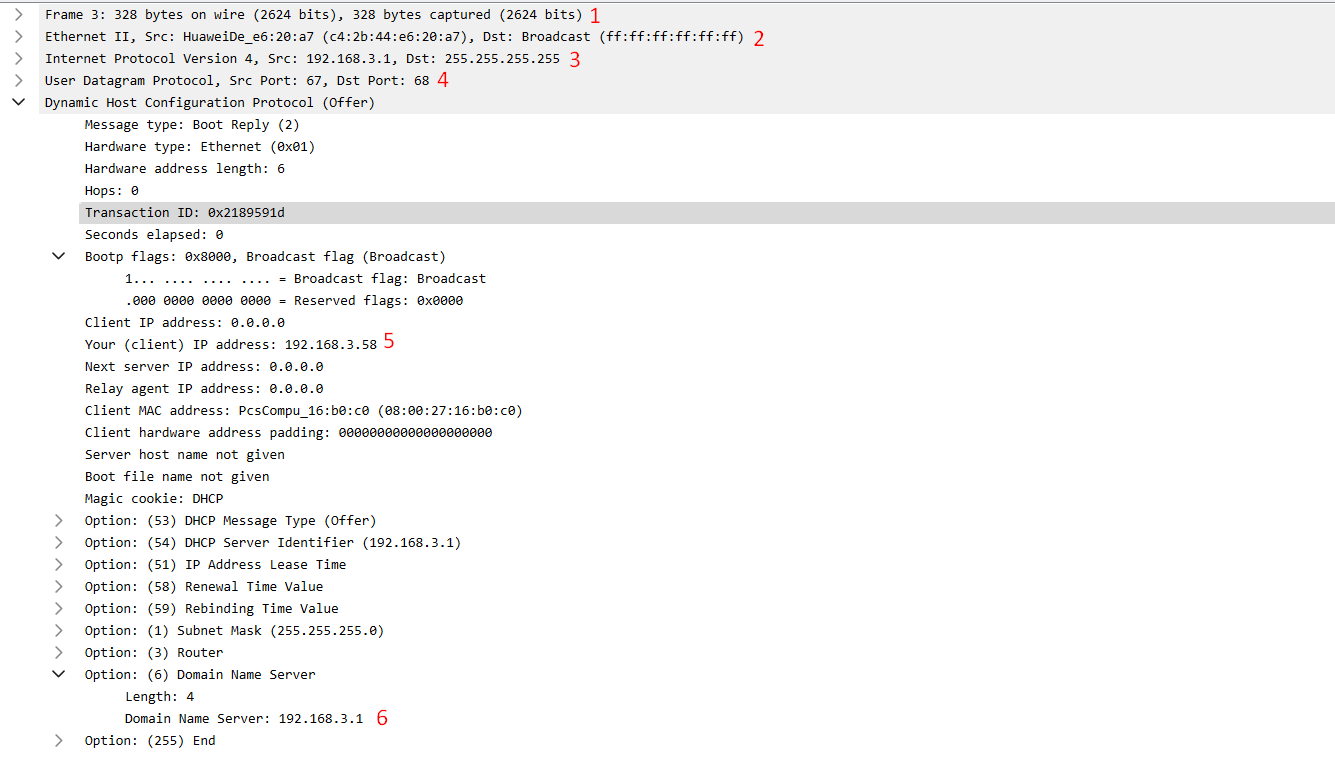 Frame 3: 328 bytes on wire (2624 bits), 328 bytes captured (2624 bits) 1
Ethernet II, Src: HuaweiDe_e6:20:a7 (c4:2b:44:e6:20:a7), Dst: Broadcast (ff:ff:ff:ff:ff:ff) 2
Internet Protocol Version 4, Src: 192.168.3.1, Dst: 255.255.255.255 3
User Datagram Protocol, Src Port: 67, Dst Port: 68 4
Dynamic Host Configuration Protocol (Offer)
Message type: Boot Reply (2)
Hardware type: Ethernet (0x01)
Hardware address length: 6
Hops: 0
Transaction ID: 0x2189591d
Seconds elapsed: 0
Bootp flags: 0x8000, Broadcast flag (Broadcast)
1... .... .... .... = Broadcast flag: Broadcast
.000 0000 0000 0000 = Reserved flags: 0x0000
Client IP address: 0.0.0.0
Your (client) IP address: 192.168.3.58 5
Next server IP address: 0.0.0.0
Relay agent IP address: 0.0.0.0
Client MAC address: PcsCompu_16:b0:c0 (08:00:27:16:b0:c0)
Client hardware address padding: 00000000000000000000
Server host name not given
Boot file name not given
Magic cookie: DHCP
Option: (53) DHCP Message Type (Offer)
Option: (54) DHCP Server Identifier (192.168.3.1)
Option: (51) IP Address Lease Time
Option: (58) Renewal Time Value
Option: (59) Rebinding Time Value
Option: (1) Subnet Mask (255.255.255.0)
Option: (3) Router
Option: (6) Domain Name Server
Length: 4
Domain Name Server: 192.168.3.1 6
Option: (255) End